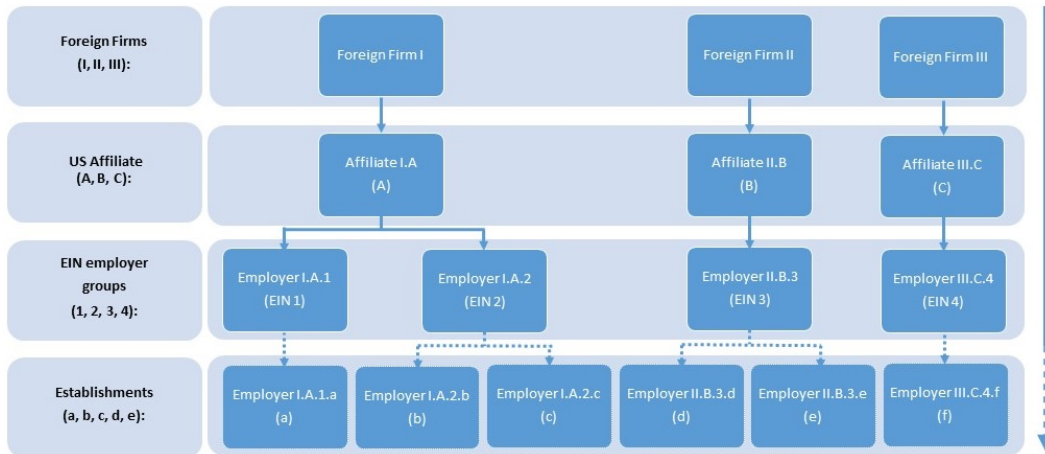 Foreign Firms
(I, II, III):
Foreign Firm I
Foreign Firm II
Foreign Firm III
US Affiliate
(A, B, C):
Affiliate I.A
(A)
Affiliate II.B
(B)
Affiliate III.C
(C)
EIN employer
groups
(1, 2, 3, 4):
Employer I.A.1
(EIN 1)
Employer I.A.2
(EIN 2)
Employer II.B.3
(EIN 3)
Employer III.C.4
(EIN 4)
Establishments
(a, b, c, d, e):
Employer I.A.1.a
(a)
Employer I.A.2.b
(b)
Employer I.A.2.c
(c)
Employer II.B.3.d
(d)
Employer II.B.3.e
(e)
Employer III.C.4.f
(f)